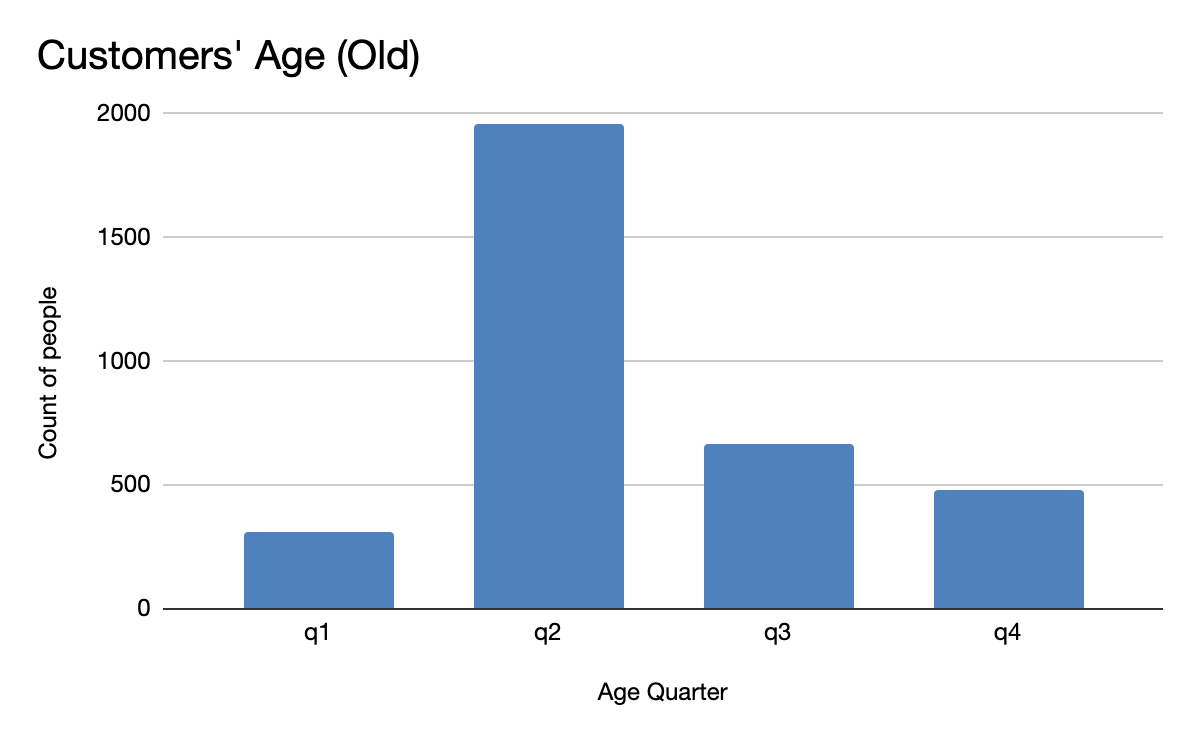 Customers' Age (Old)
2000
1500
1000
500
0
Count of people
q1 q2 q3 q4
Age Quarter